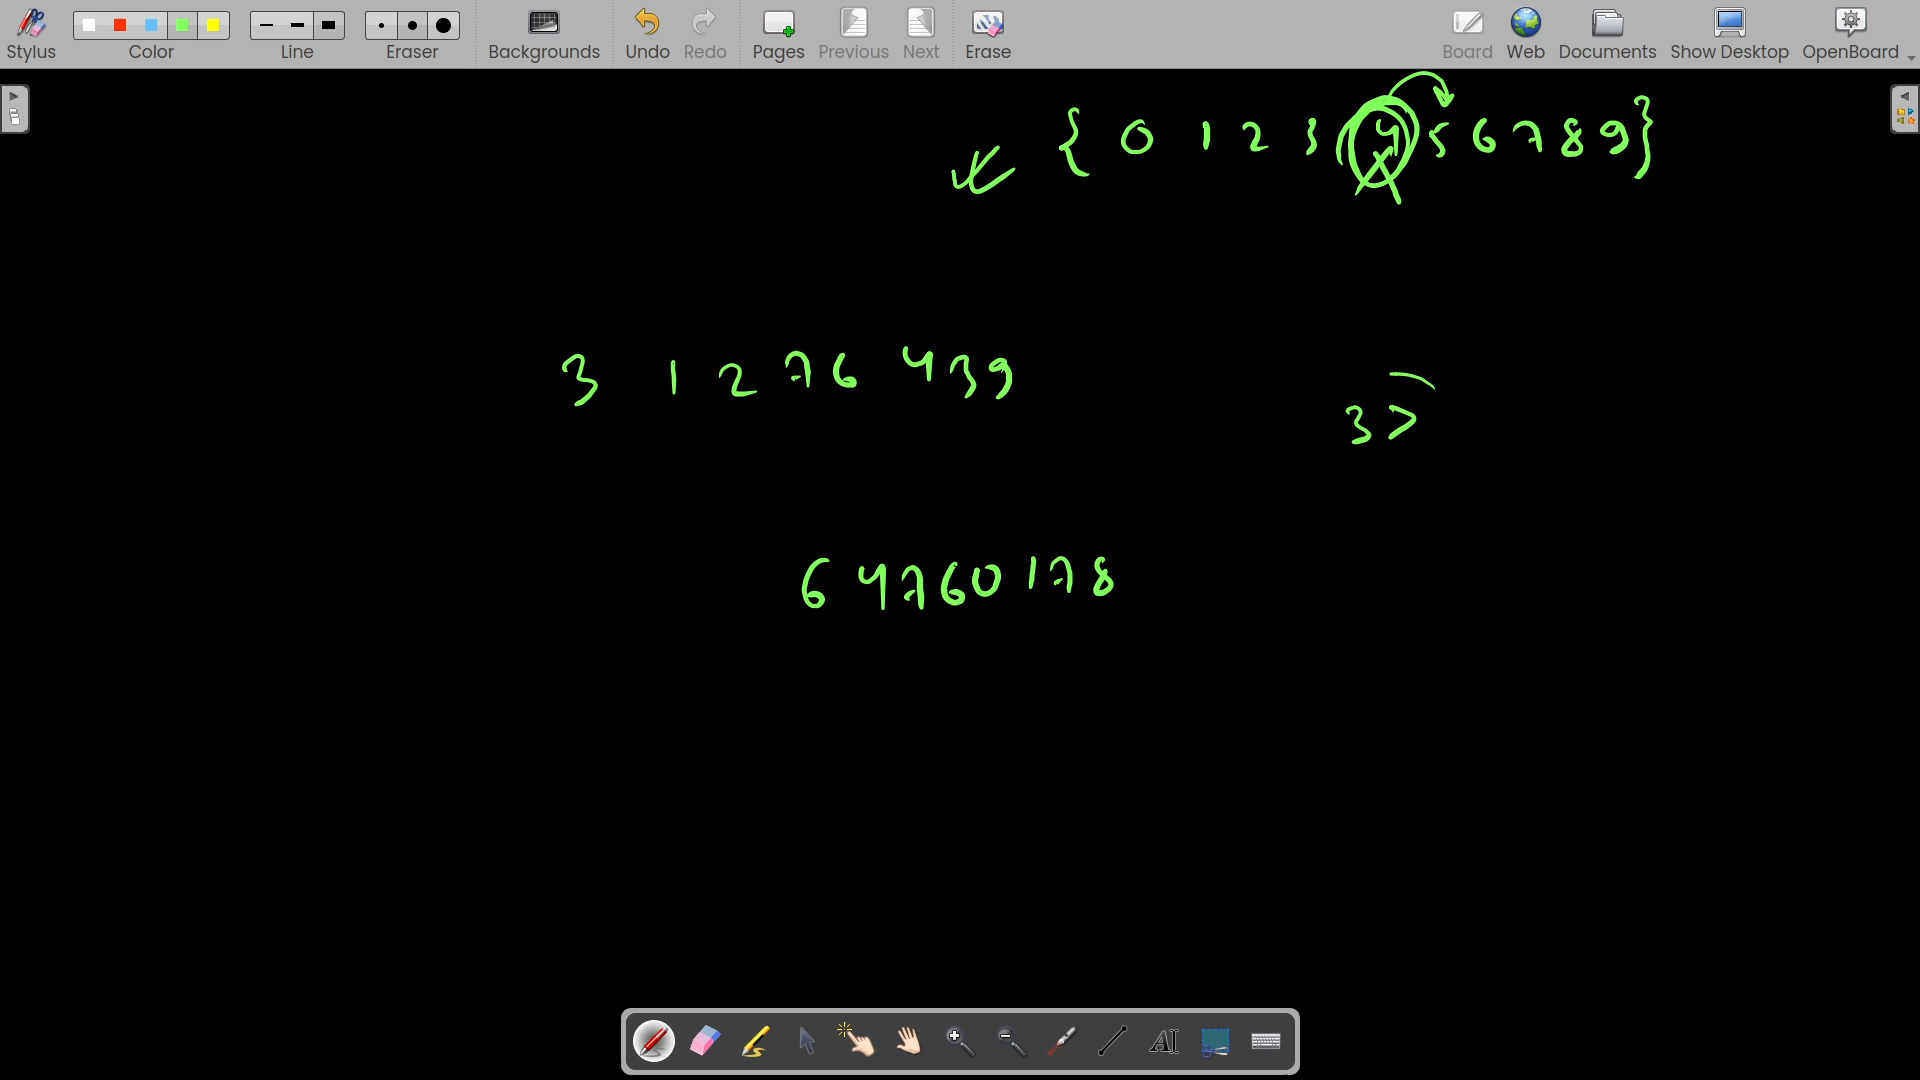 Stylus Color Line Eraser Backgrounds Undo Redo Pages Previous Next Erase Board Web Documents Show Desktop OpenBoard
{ 0 1 2 3 4 5 6 7 8 9 }
3 1 2 7 6 4 3 9
3 >
6 4 7 6 0 1 7 8
AI